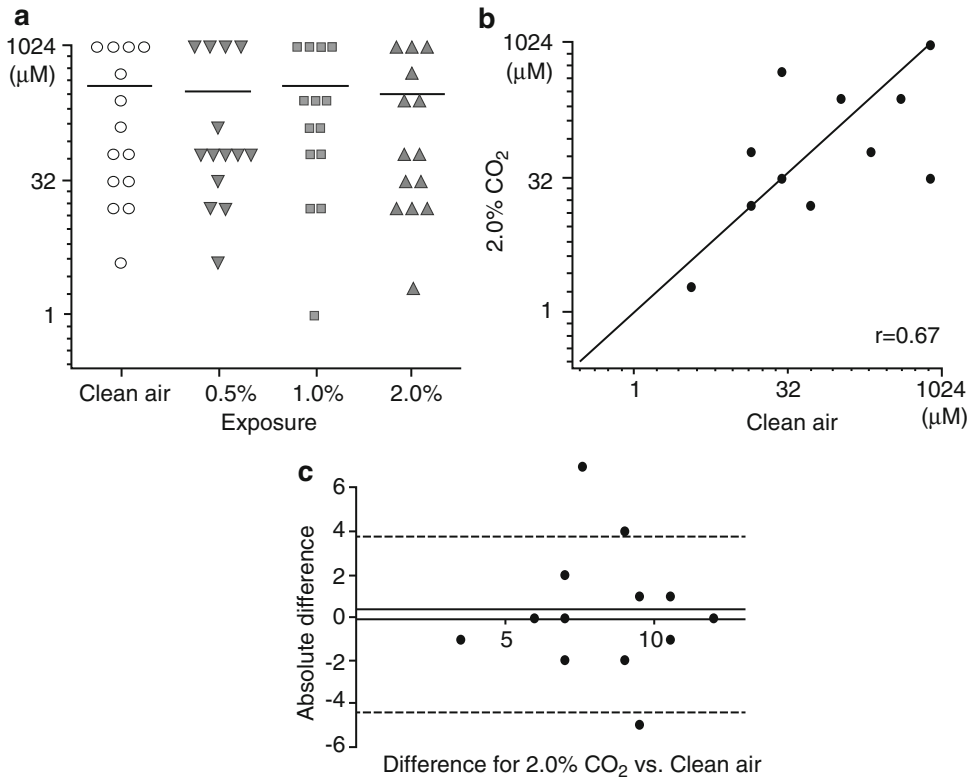 a
1024
(μM)
32
1
Clean air
0.5%
1.0%
2.0%
Exposure
b
1024
(μM)
2.0% CO₂
32
1
r=0.67
1
32
1024
Clean air
(μM)
c
6
4
2
0
-2
-4
-6
Absolute difference
5
10
Difference for 2.0% CO₂ vs. Clean air